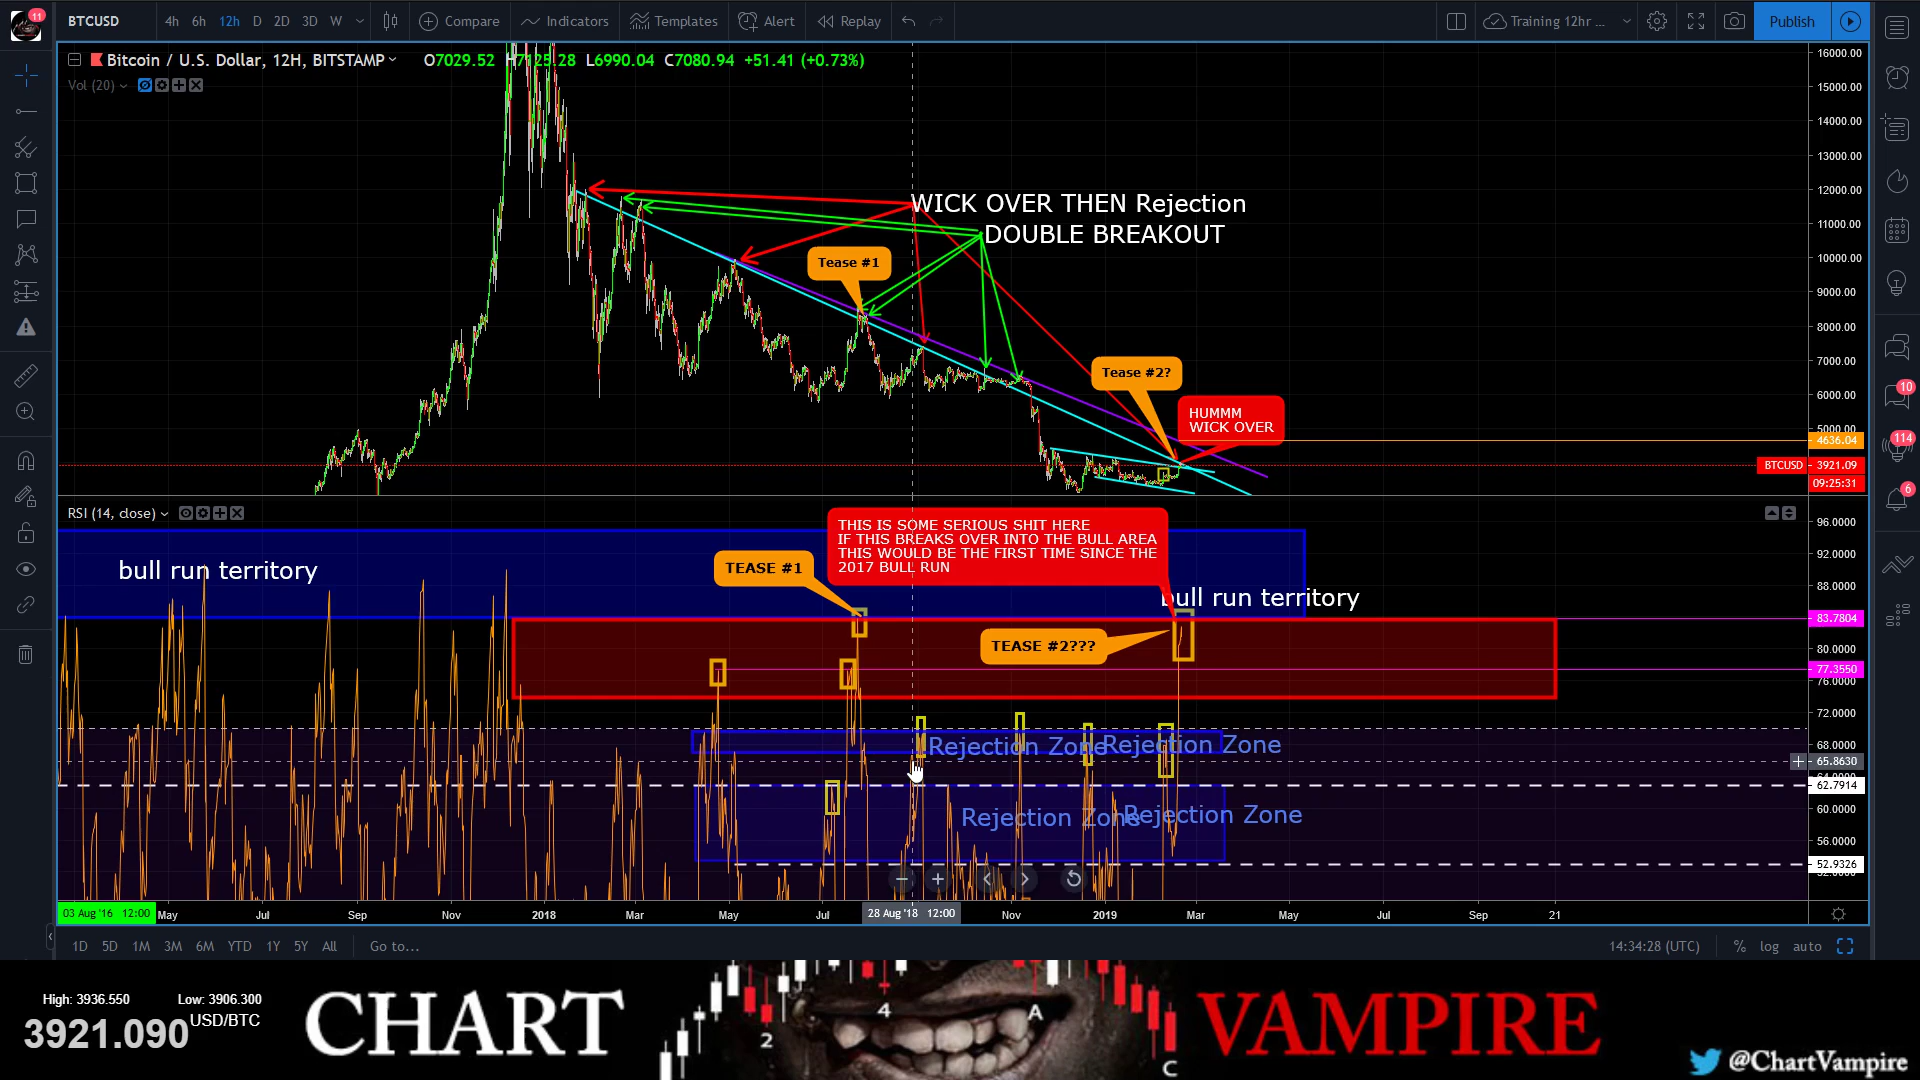 11
BTCUSD 4h 6h 12h D 2D 3D W Compare Indicators Templates Alert Replay Training 12hr ... Publish
Bitcoin / U.S. Dollar, 12H, BITSTAMP O7029.52 H7125.28 L6990.04 C7080.94 +51.41 (+0.73%)
Vol (20)
16000.00
15000.00
14000.00
13000.00
12000.00
11000.00
10000.00
9000.00
8000.00
7000.00
6000.00
5000.00
4636.04
BTCUSD 3921.09
09:25:31
WICK OVER THEN Rejection
DOUBLE BREAKOUT
Tease #1
Tease #2?
HUMMM
WICK OVER
RSI (14, close)
THIS IS SOME SERIOUS SHIT HERE
IF THIS BREAKS OVER INTO THE BULL AREA
THIS WOULD BE THE FIRST TIME SINCE THE
2017 BULL RUN
bull run territory
TEASE #1
bull run territory
TEASE #2???
Rejection Zone
Rejection Zone
Rejection Zone
Rejection Zone
96.0000
92.0000
88.0000
83.7804
80.0000
77.3550
76.0000
72.0000
68.0000
65.8630
64.0000
62.7914
60.0000
56.0000
52.9326
03 Aug '16 12:00 May Jul Sep Nov 2018 Mar May Jul 28 Aug '18 12:00 Nov 2019 Mar May Jul Sep 21
1D 5D 1M 3M 6M YTD 1Y 5Y All Go to... 14:34:28 (UTC) % log auto
10
114
6
High: 3936.550 Low: 3906.300
3921.090 USD/BTC
CHART VAMPIRE
2
4
A
C
@ChartVampire